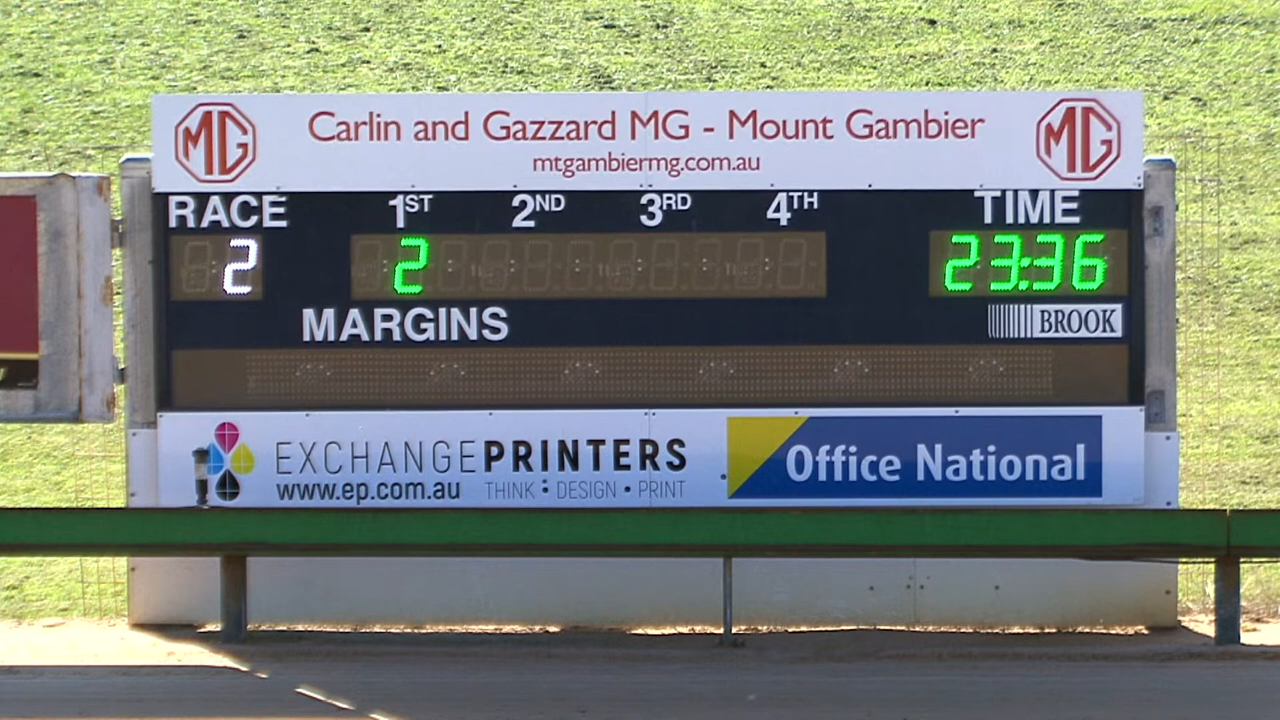 MG Carlin and Gazzard MG - Mount Gambier MG
mtgambiermg.com.au
RACE 1ST 2ND 3RD 4TH TIME
2 2 23:36
MARGINS BROOK
EXCHANGEPRINTERS Office National
www.ep.com.au THINK : DESIGN • PRINT